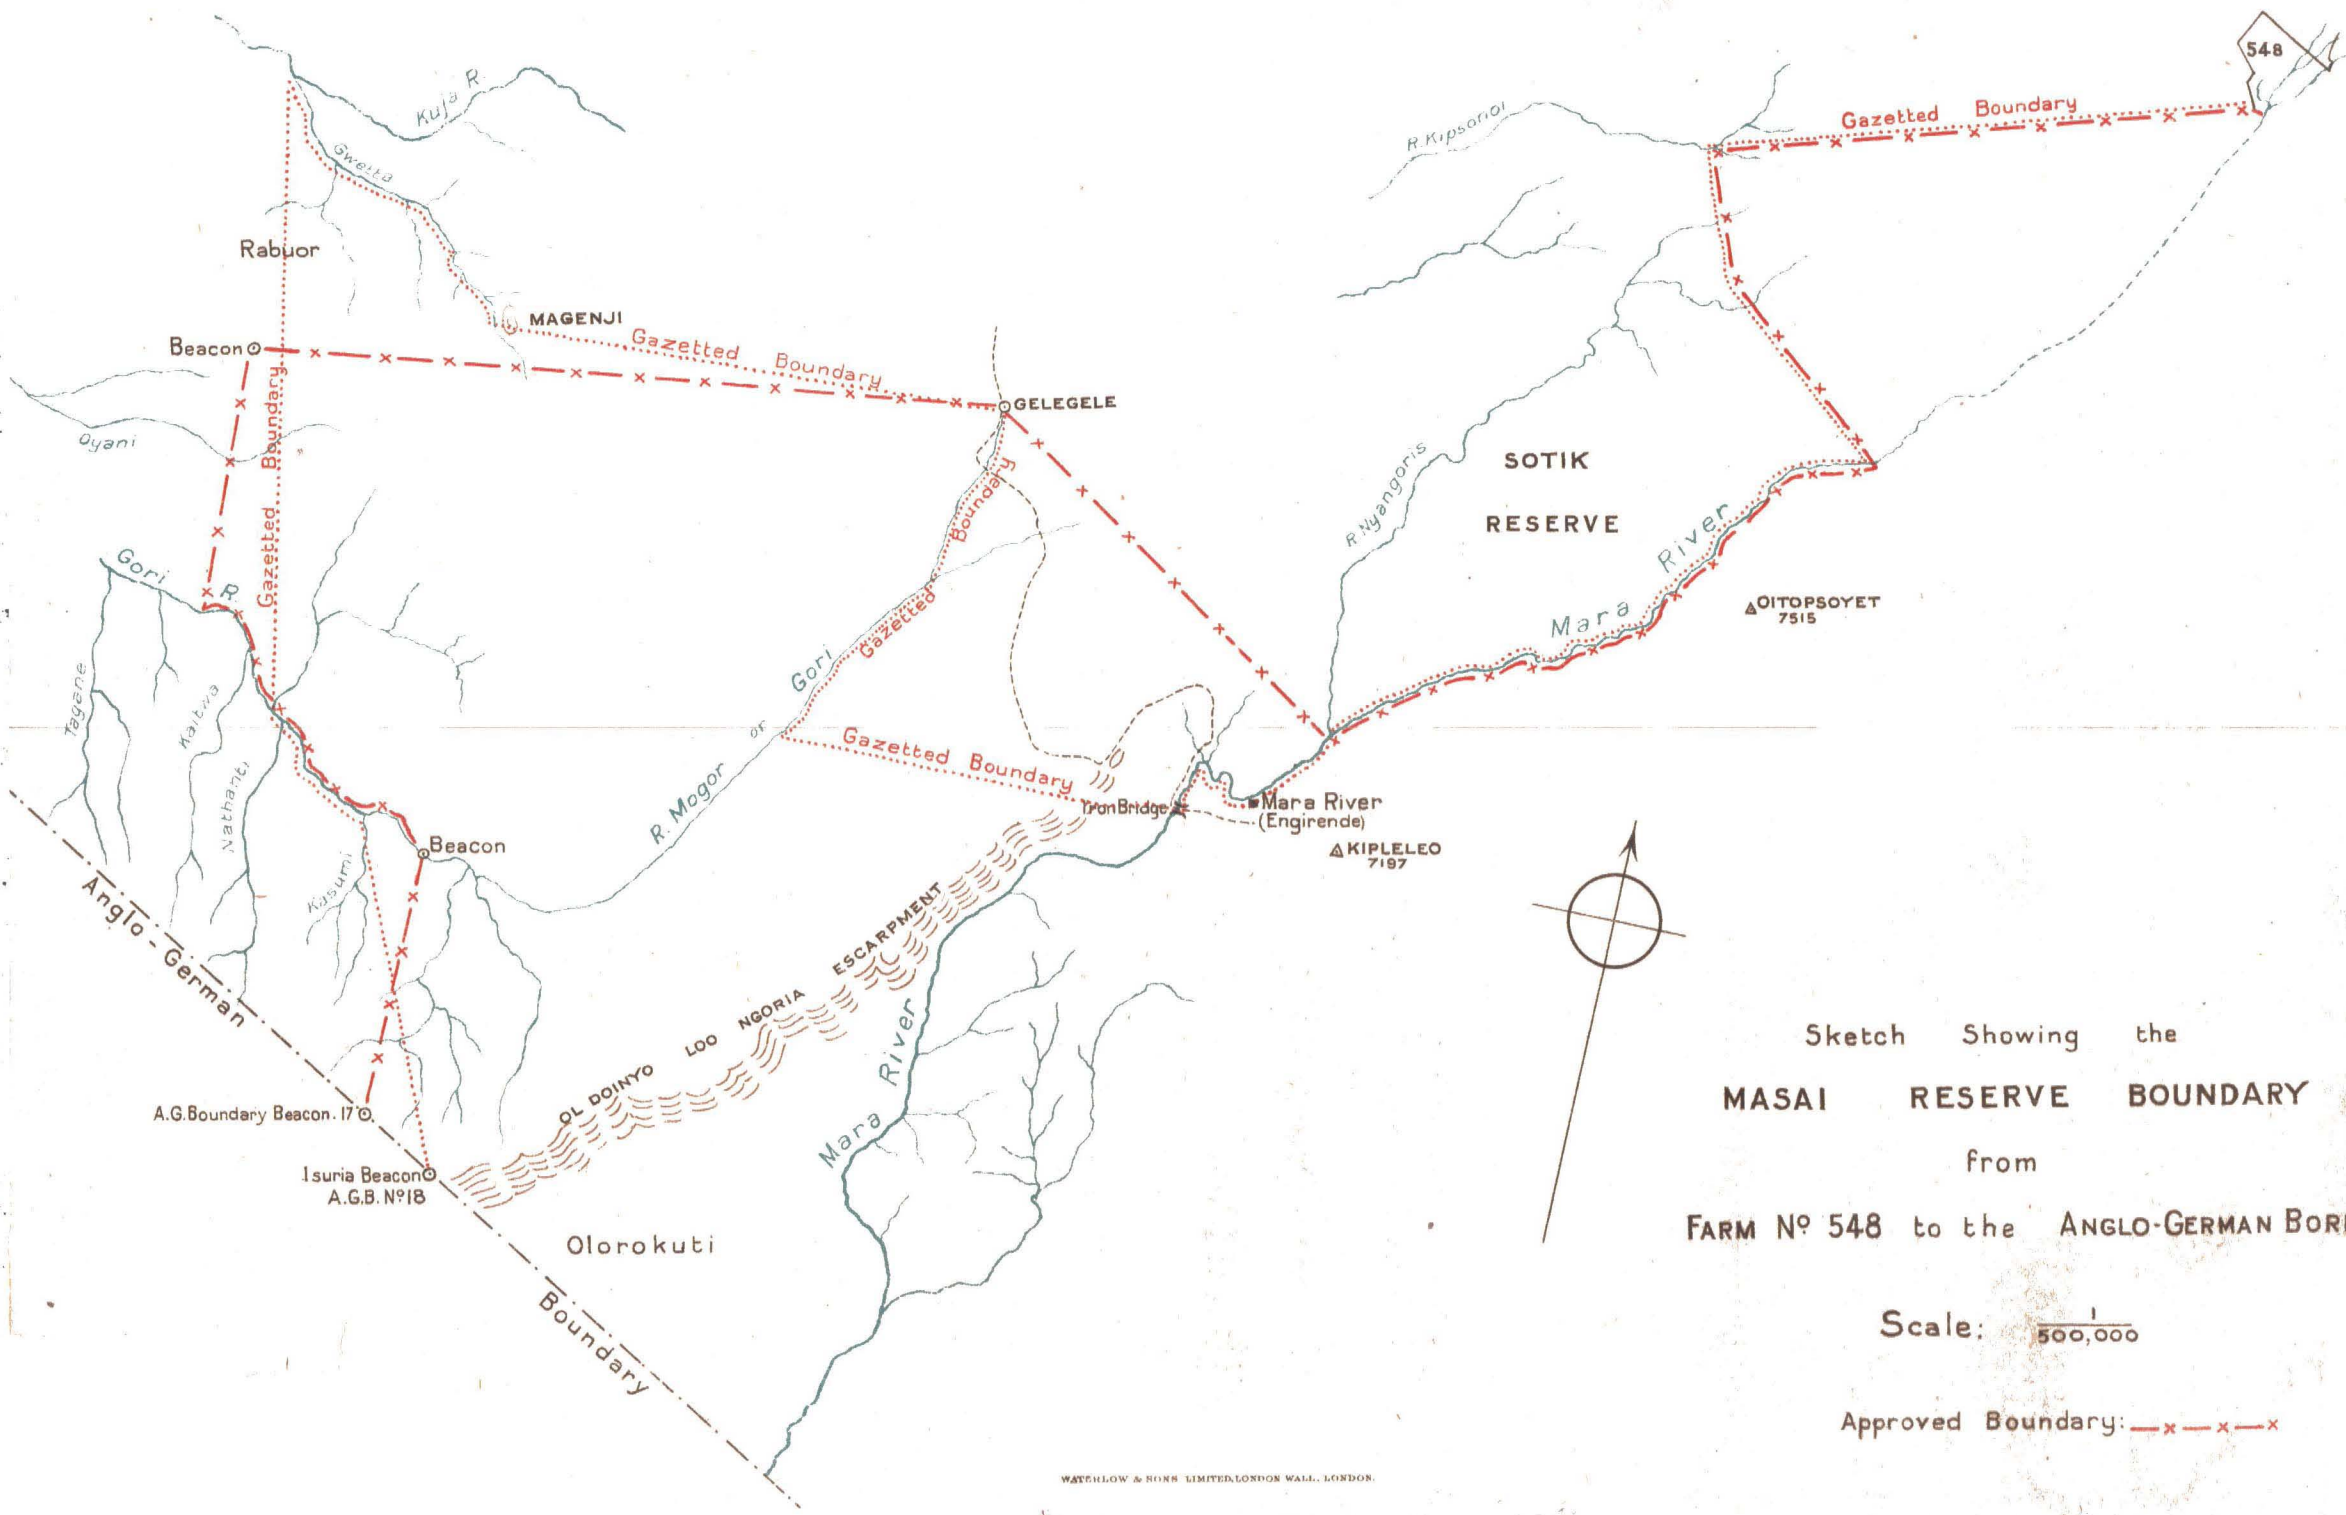 548
Kuja R.
Gazetted Boundary
R. Kipsonoi
Gwetta
Rabuor
MAGENJI
Gazetted Boundary
Beacon
GELEGELE
Oyani
Gazetted Boundary
SOTIK
RESERVE
R. Nyangoris
Gazetted Boundary
Gori R.
Mara River
OITOPSOYET
7515
Gori
or
R. Mogor
Tagane
Kaitwa
Nathanti
Kasumi
Gazetted Boundary
Iron Bridge
Mara River
(Engirende)
KIPLELEO
7197
Beacon
Anglo-German
Boundary
OL DOINYO LOO NGORIA ESCARPMENT
Mara River
A.G. Boundary Beacon. 17
Isuria Beacon
A.G.B. Nº 18
Olorokuti
Sketch Showing the
MASAI RESERVE BOUNDARY
from
FARM Nº 548 to the ANGLO-GERMAN BOR
Scale: 1/500,000
Approved Boundary:
WATERLOW & SONS LIMITED, LONDON WALL, LONDON.